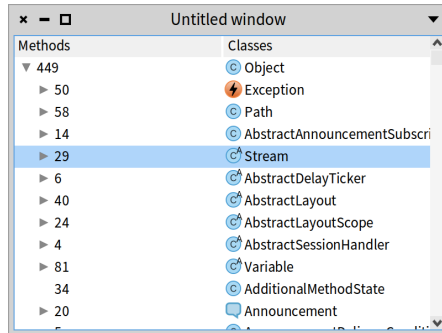 Untitled window
Methods Classes
449 Object
50 Exception
58 Path
14
29 Stream
6 AbstractDelayTicker
40 AbstractLayout
24 AbstractLayoutScope
4 AbstractSessionHandler
81 Variable
34 AdditionalMethodState
20 Announcement